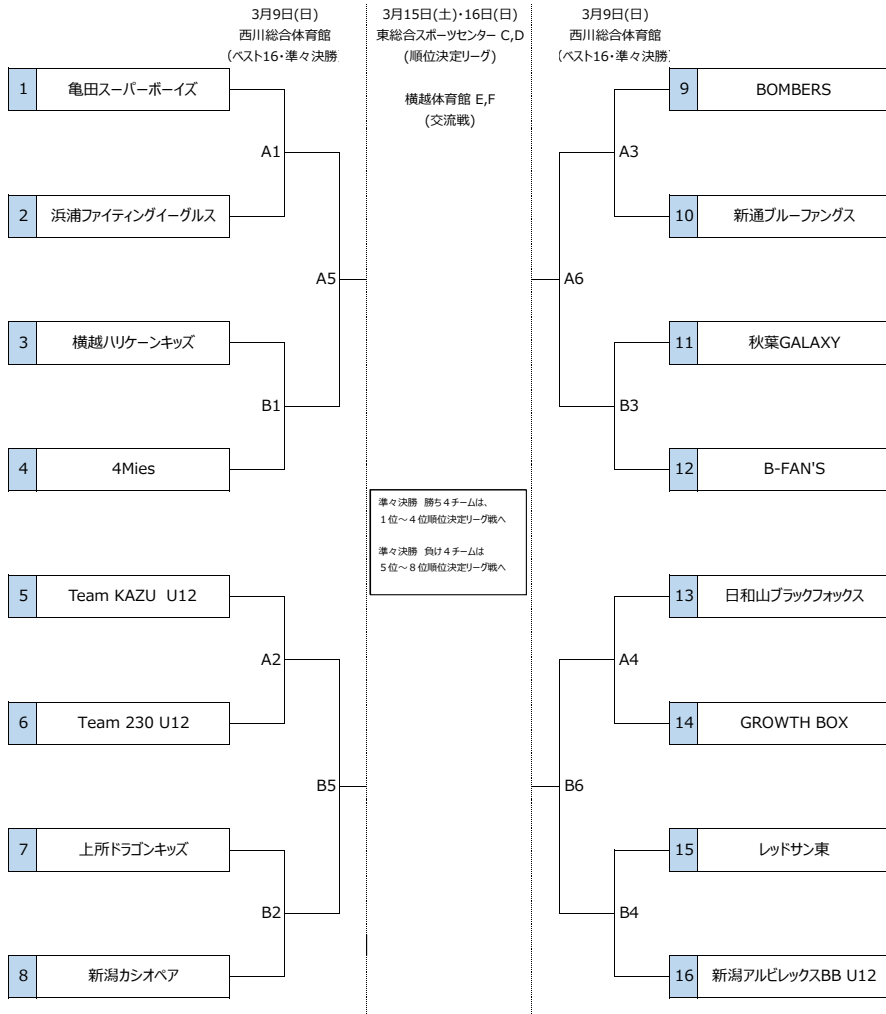 3月9日(日)
西川総合体育館
(ベスト16・準々決勝
3月15日(土)・16日(日)
東総合スポーツセンター C,D
(順位決定リーグ)
横越体育館 E,F
(交流戦)
3月9日(日)
西川総合体育館
(ベスト16・準々決勝
1 亀田スーパーボーイズ
A1
2 浜浦ファイティングイーグルス
A5
3 横越ハリケーンキッズ
B1
4 4Mies
5 Team KAZU U12
A2
6 Team 230 U12
B5
7 上所ドラゴンキッズ
B2
8 新潟カシオペア
準々決勝 勝ち4チームは、
1位～4位順位決定リーグ戦へ
準々決勝 負け4チームは
5位～8位順位決定リーグ戦へ
9 BOMBERS
A3
10 新通ブルーファングス
A6
11 秋葉GALAXY
B3
12 B-FAN'S
13 日和山ブラックフォックス
A4
14 GROWTH BOX
B6
15 レッドサン東
B4
16 新潟アルビレックスBB U12